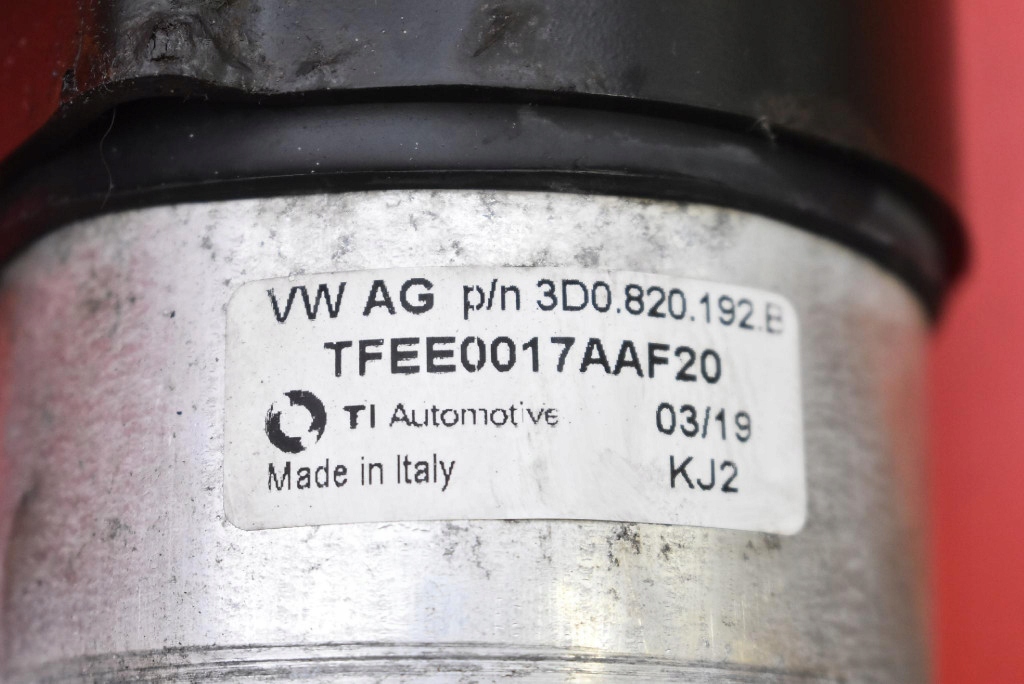 VW AG p/n 3D0.820.192.B
TFEE0017AAF20
TI Automotive 03/19
Made in Italy KJ2